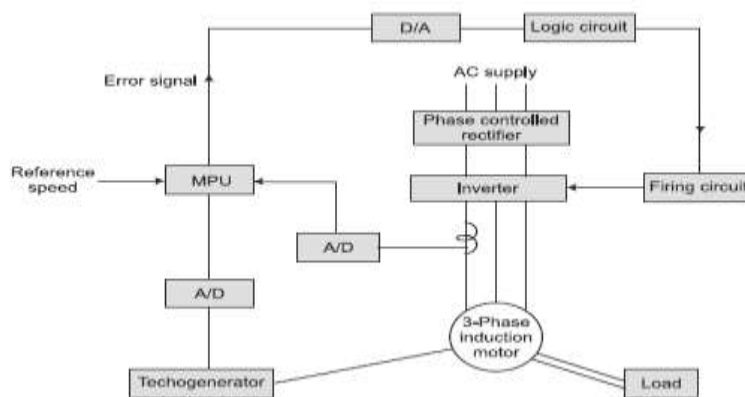 D/A
Logic circuit
Error signal
AC supply
Phase controlled
rectifier
Reference
speed
MPU
Inverter
Firing circuit
A/D
A/D
3-Phase
induction
motor
Techogenerator
Load